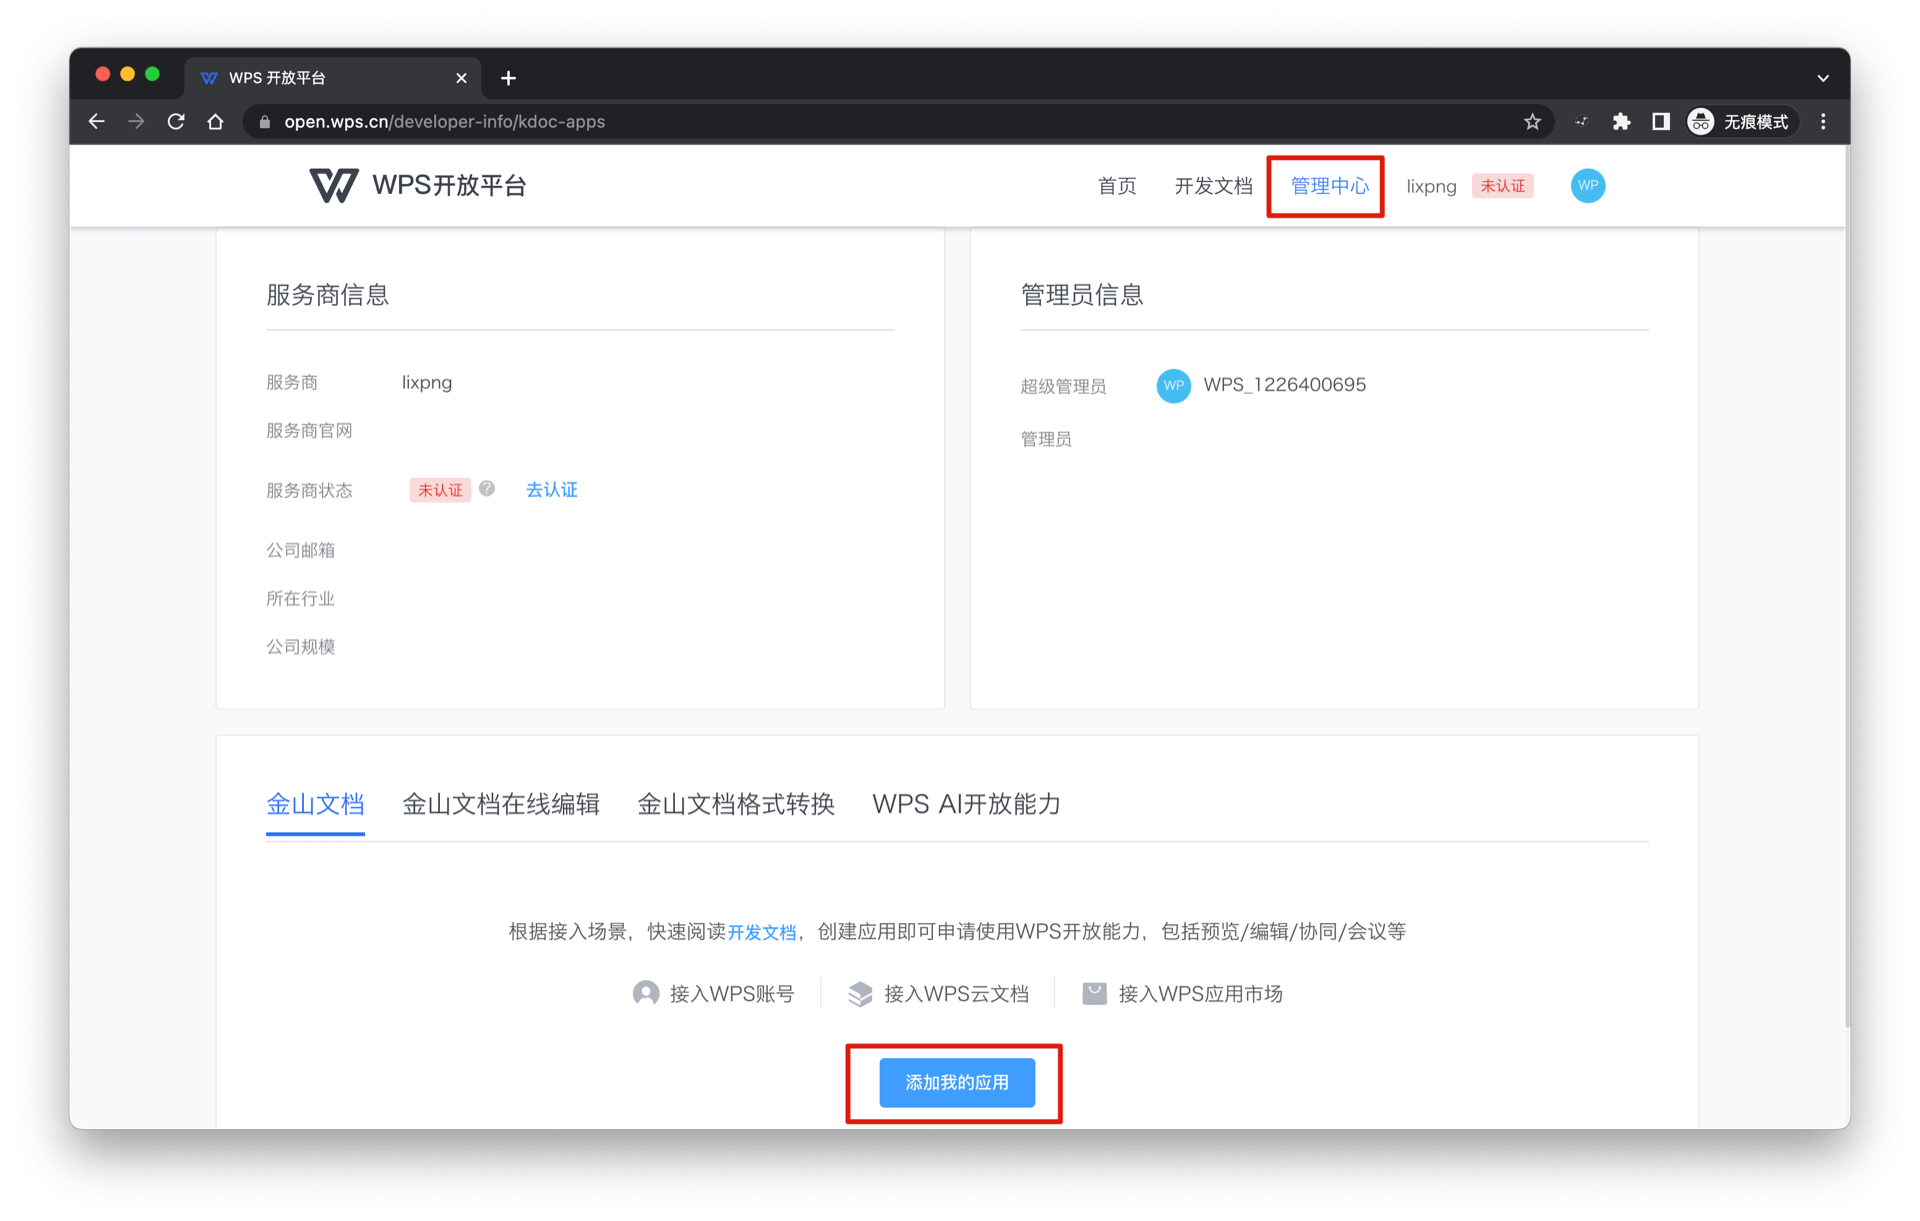 WPS 开放平台
open.wps.cn/developer-info/kdoc-apps
无痕模式
WPS开放平台
首页 开发文档 管理中心 lixpng 未认证 WP
服务商信息
服务商 lixpng
服务商官网
服务商状态 未认证 ? 去认证
公司邮箱
所在行业
公司规模
管理员信息
超级管理员 WP WPS_1226400695
管理员
金山文档 金山文档在线编辑 金山文档格式转换 WPS AI开放能力
根据接入场景，快速阅读开发文档，创建应用即可申请使用WPS开放能力，包括预览/编辑/协同/会议等
接入WPS账号 接入WPS云文档 接入WPS应用市场
添加我的应用